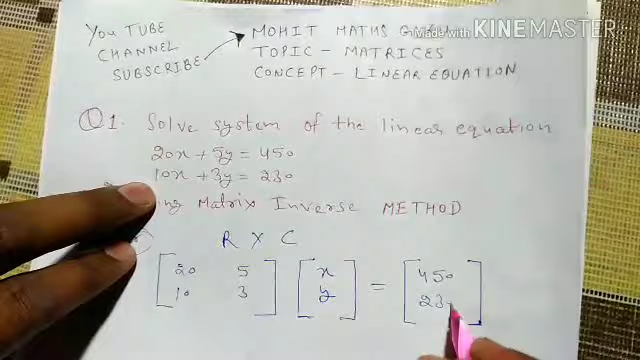 You TUBE CHANNEL SUBSCRIBE
MOHIT MATHS
TOPIC - MATRICES
CONCEPT - LINEAR EQUATION
Made with KINEMASTER
Q1. Solve system of the linear equation
20x + 5y = 450
10x + 3y = 230
Matrix Inverse METHOD
R X C
[20 5] [x] = [450]
[10 3] [y] [23